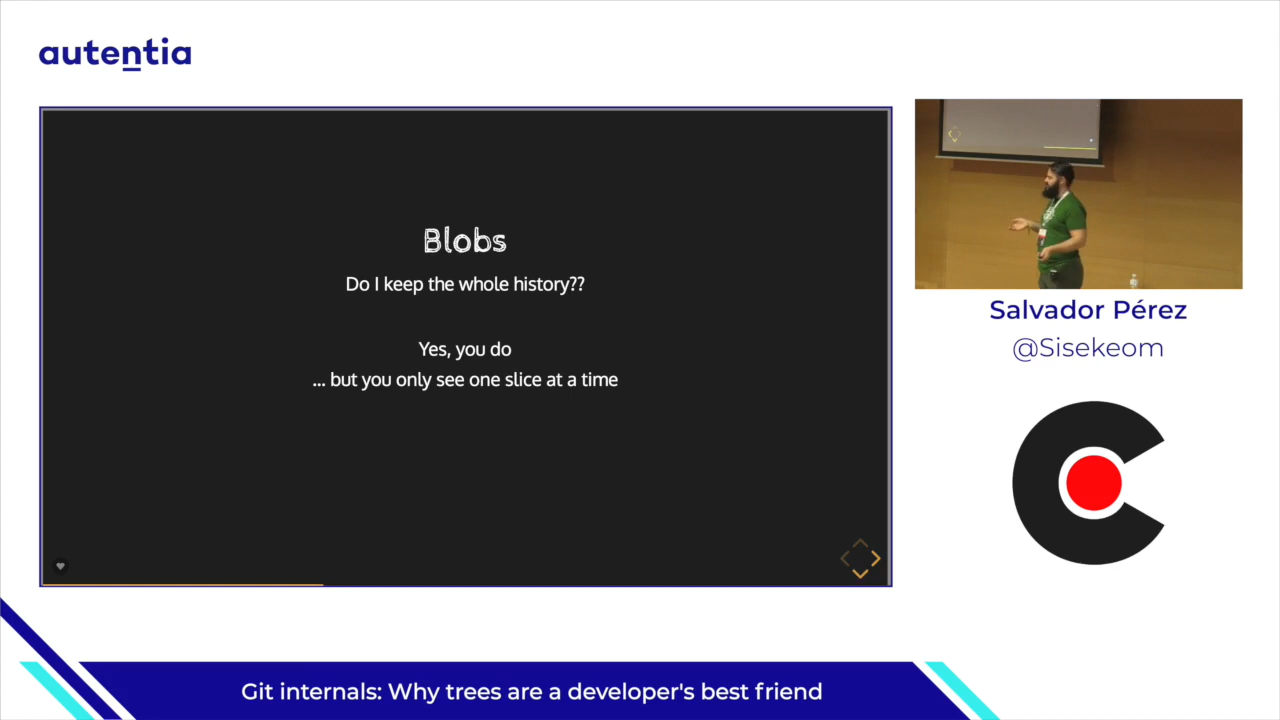 autentia
Blobs
Do I keep the whole history??
Yes, you do
... but you only see one slice at a time
Salvador Pérez
@Sisekeom
Git internals: Why trees are a developer's best friend